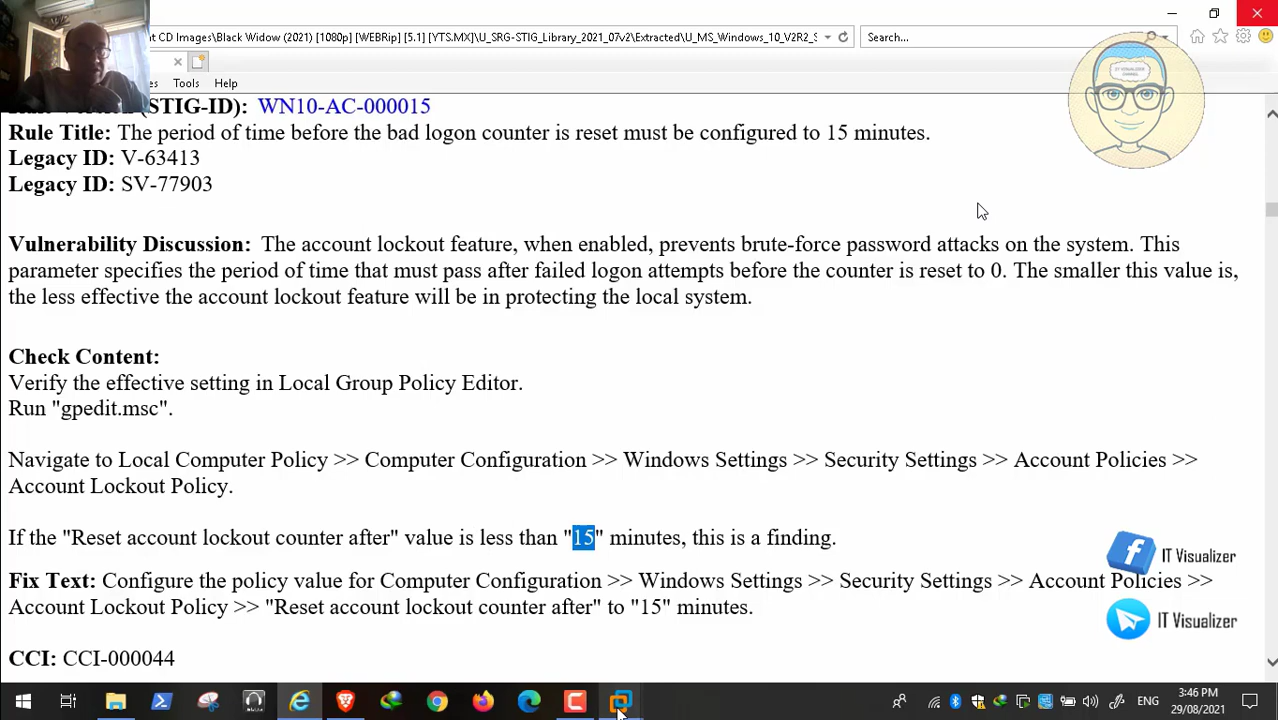 nt CD Images\Black Widow (2021) [1080p] [WEBRip] [5.1] [YTS.MX]\U_SRG-STIG_Library_2021_07v2\Extracted\U_MS_Windows_10_V2R2_S
Search...
Tools Help
IT VISUALIZER CHANNEL
(STIG-ID): WN10-AC-000015
Rule Title: The period of time before the bad logon counter is reset must be configured to 15 minutes.
Legacy ID: V-63413
Legacy ID: SV-77903
Vulnerability Discussion: The account lockout feature, when enabled, prevents brute-force password attacks on the system. This
parameter specifies the period of time that must pass after failed logon attempts before the counter is reset to 0. The smaller this value is,
the less effective the account lockout feature will be in protecting the local system.
Check Content:
Verify the effective setting in Local Group Policy Editor.
Run "gpedit.msc".
Navigate to Local Computer Policy >> Computer Configuration >> Windows Settings >> Security Settings >> Account Policies >>
Account Lockout Policy.
If the "Reset account lockout counter after" value is less than "15" minutes, this is a finding.
IT Visualizer
Fix Text: Configure the policy value for Computer Configuration >> Windows Settings >> Security Settings >> Account Policies >>
Account Lockout Policy >> "Reset account lockout counter after" to "15" minutes.
IT Visualizer
CCI: CCI-000044
ENG
3:46 PM
29/08/2021